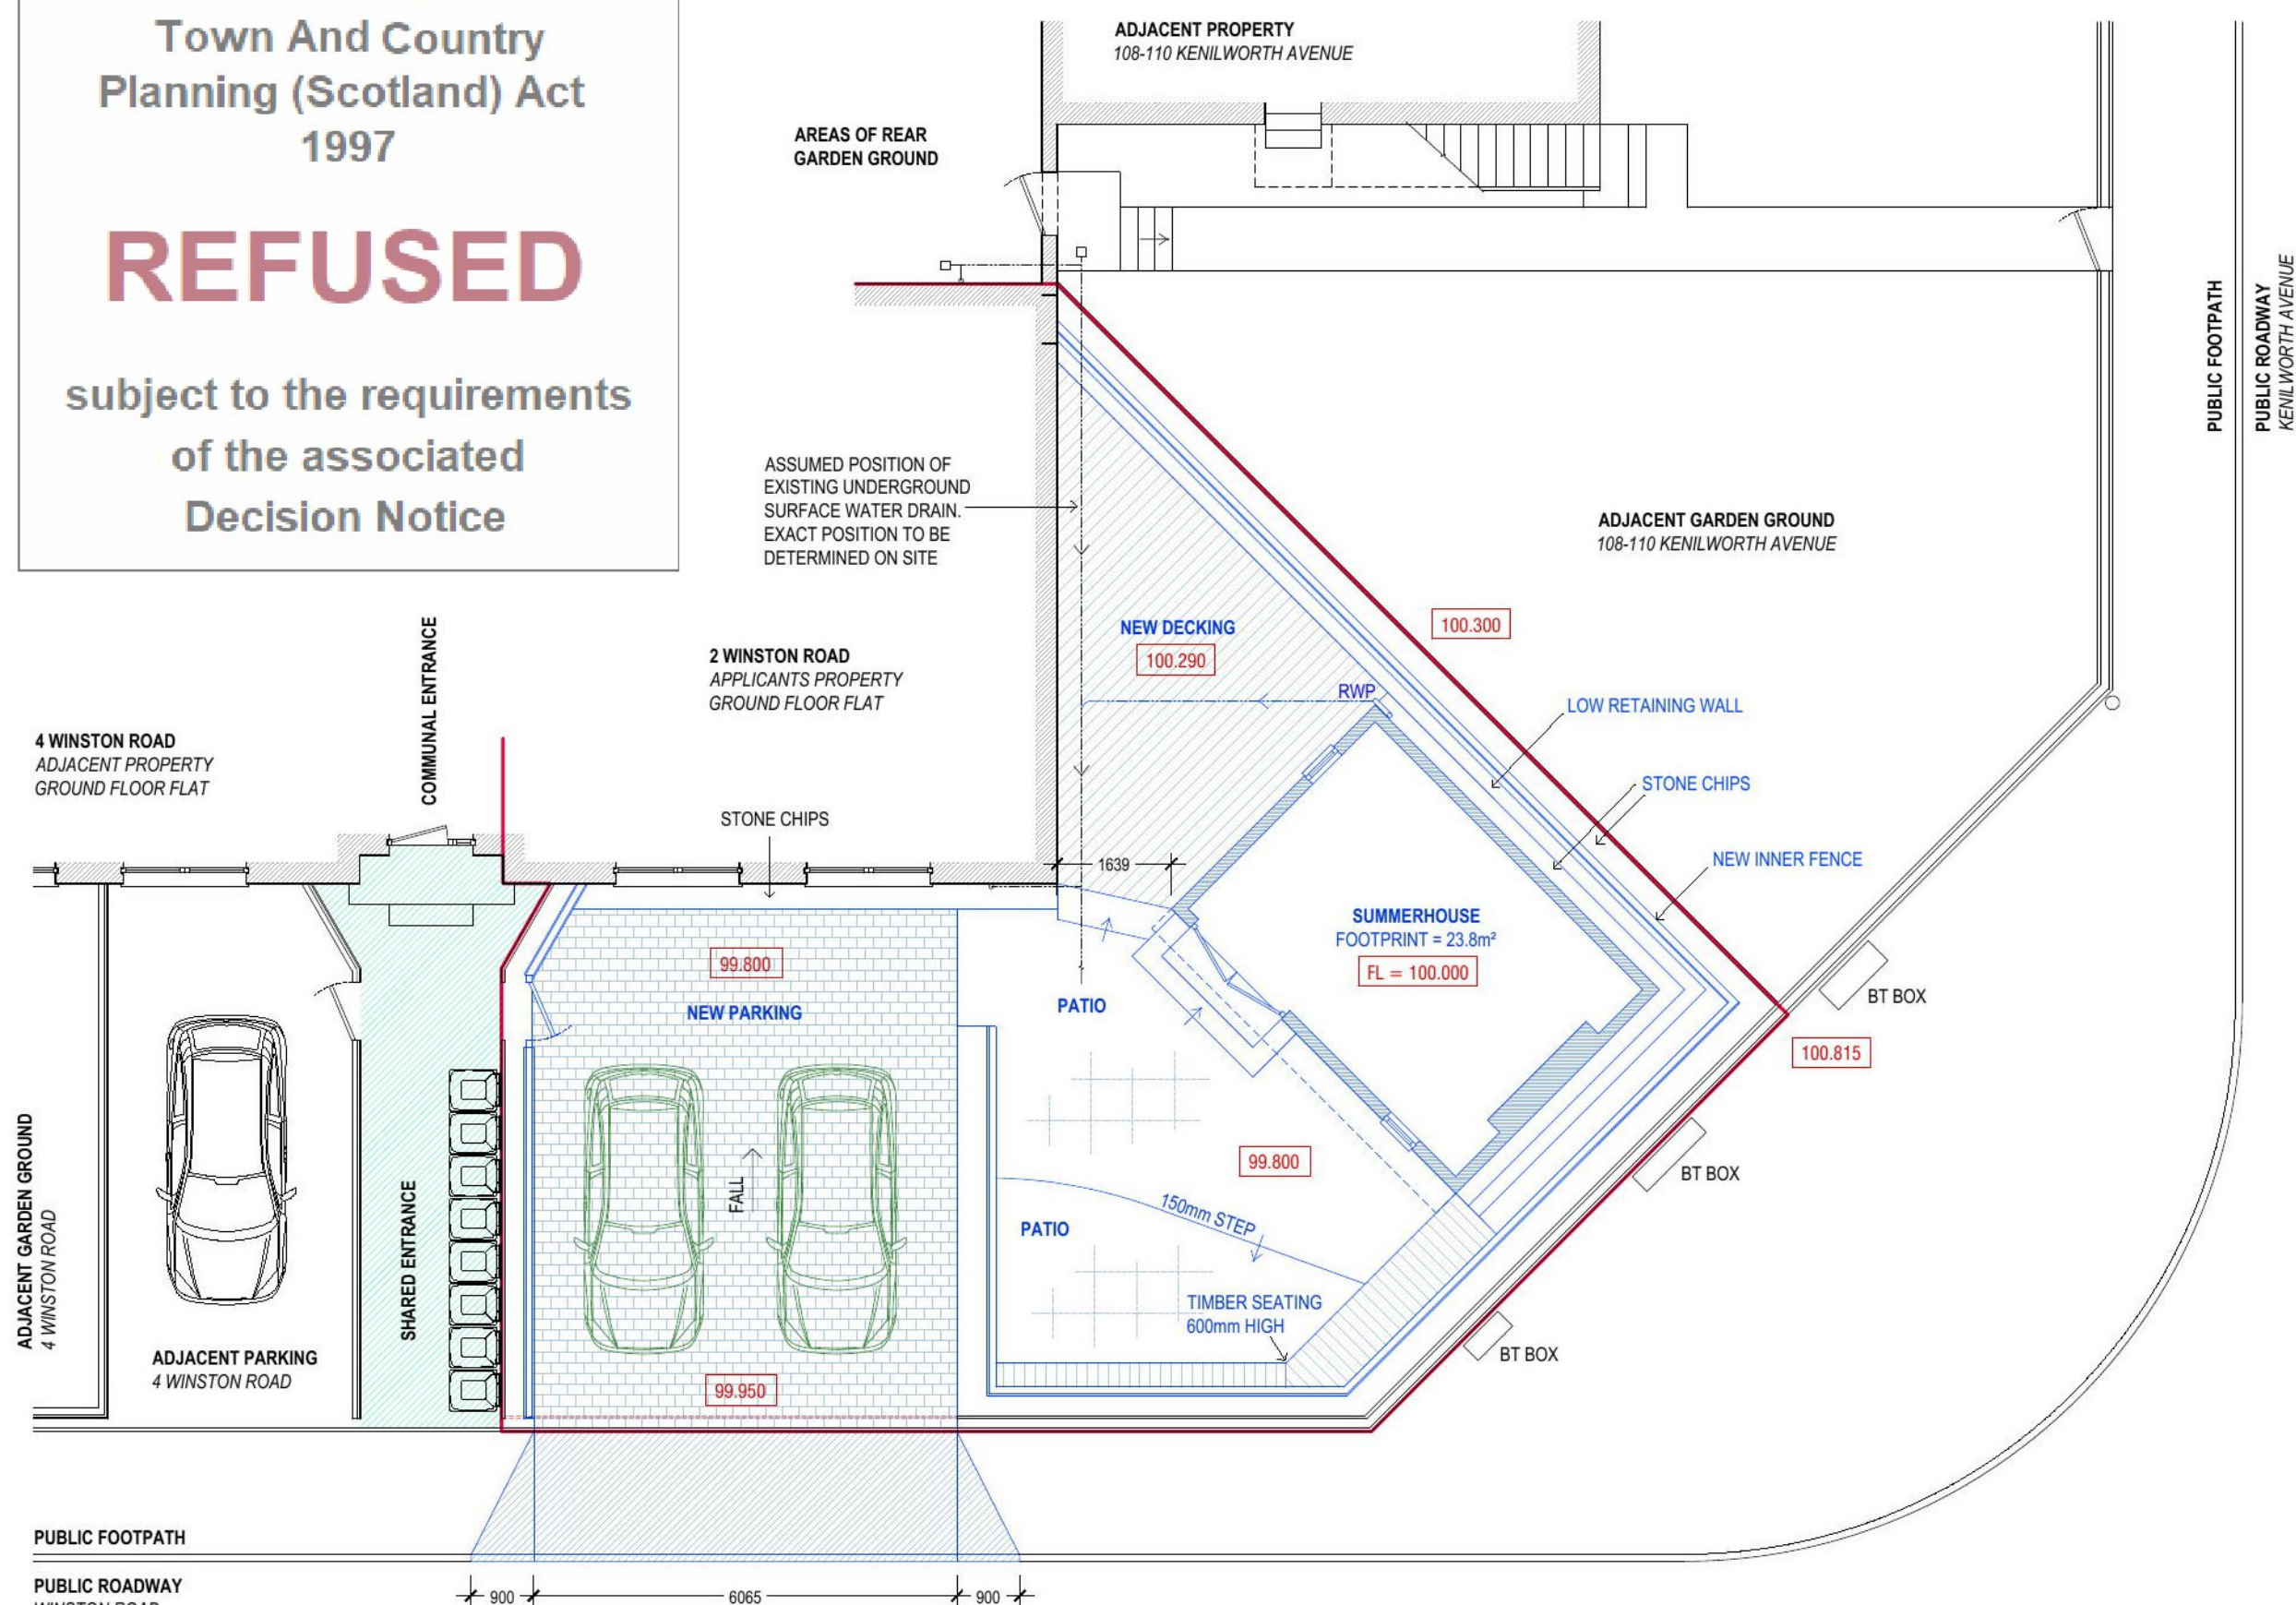 Town And Country
Planning (Scotland) Act
1997
REFUSED
subject to the requirements
of the associated
Decision Notice
ADJACENT PROPERTY
108-110 KENILWORTH AVENUE
AREAS OF REAR
GARDEN GROUND
PUBLIC FOOTPATH
PUBLIC ROADWAY
KENILWORTH AVENUE
ASSUMED POSITION OF
EXISTING UNDERGROUND
SURFACE WATER DRAIN.
EXACT POSITION TO BE
DETERMINED ON SITE
ADJACENT GARDEN GROUND
108-110 KENILWORTH AVENUE
100.300
NEW DECKING
100.290
RWP
LOW RETAINING WALL
STONE CHIPS
NEW INNER FENCE
COMMUNAL ENTRANCE
2 WINSTON ROAD
APPLICANTS PROPERTY
GROUND FLOOR FLAT
4 WINSTON ROAD
ADJACENT PROPERTY
GROUND FLOOR FLAT
STONE CHIPS
1639
SUMMERHOUSE
FOOTPRINT = 23.8m²
FL = 100.000
99.800
NEW PARKING
PATIO
BT BOX
100.815
BT BOX
99.800
150mm STEP
PATIO
TIMBER SEATING
600mm HIGH
BT BOX
FALL
99.950
ADJACENT GARDEN GROUND
4 WINSTON ROAD
SHARED ENTRANCE
ADJACENT PARKING
4 WINSTON ROAD
PUBLIC FOOTPATH
PUBLIC ROADWAY
WINSTON ROAD
900
6065
900